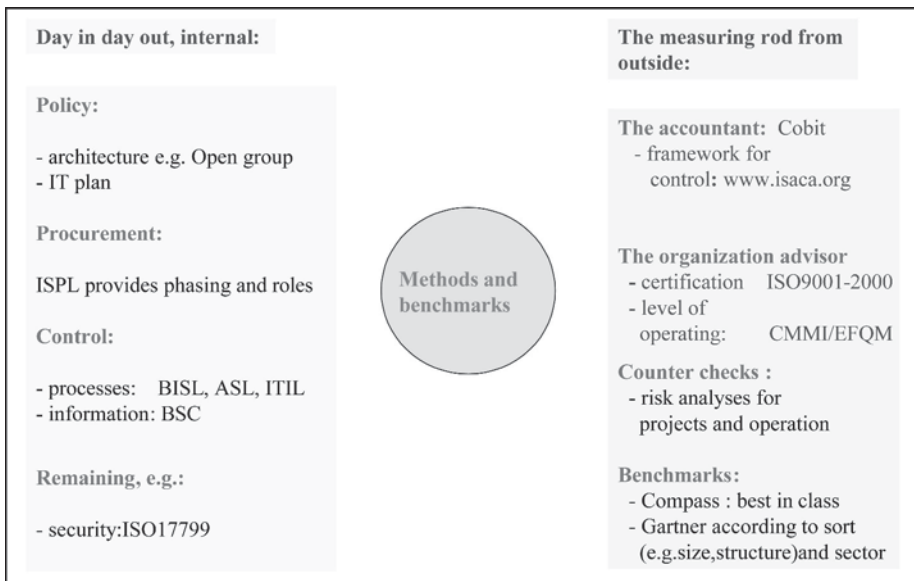 Day in day out, internal:
Policy:
- architecture e.g. Open group
- IT plan
Procurement:
ISPL provides phasing and roles
Control:
- processes: BISL, ASL, ITIL
- information: BSC
Remaining, e.g.:
- security:ISO17799
Methods and
benchmarks
The measuring rod from
outside:
The accountant: Cobit
- framework for
control: www.isaca.org
The organization advisor
- certification ISO9001-2000
- level of
operating: CMMI/EFQM
Counter checks :
- risk analyses for
projects and operation
Benchmarks:
- Compass : best in class
- Gartner according to sort
(e.g.size,structure)and sector